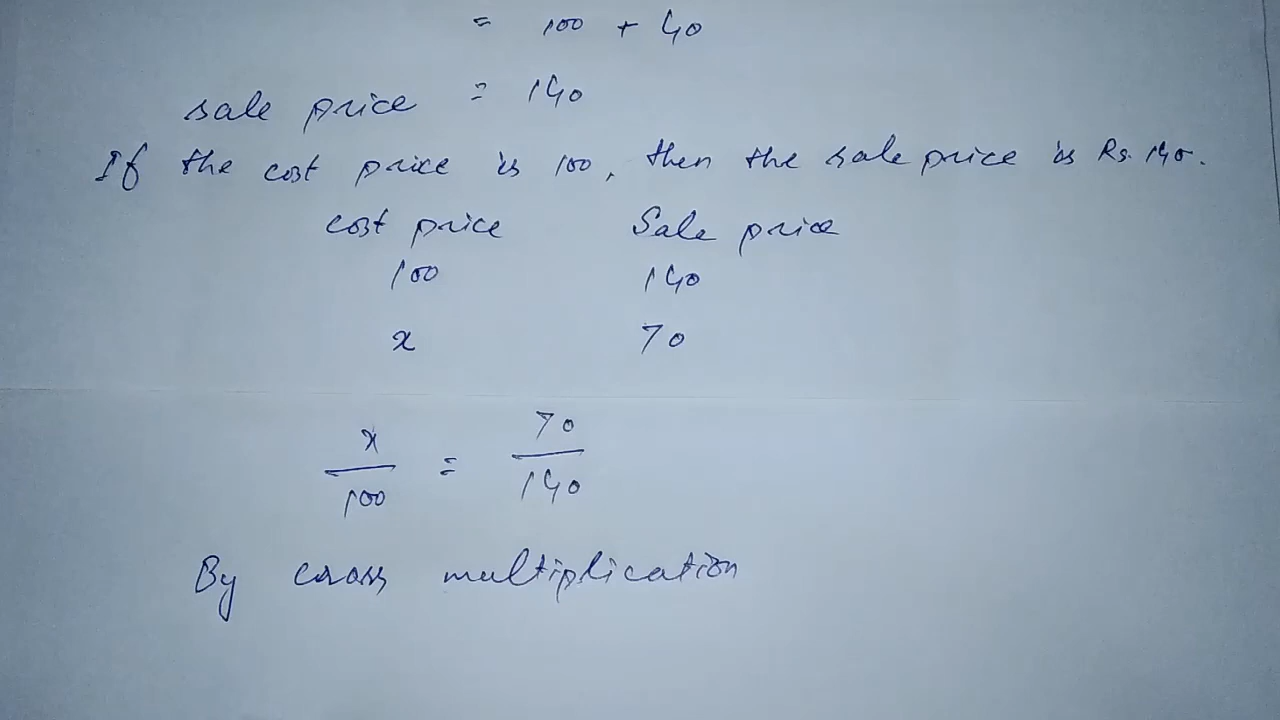 = 100 + 40
sale price = 140
If the cost price is 100, then the sale price is Rs. 140.
cost price Sale price
100 140
x 70
x/100 = 70/140
By cross multiplication